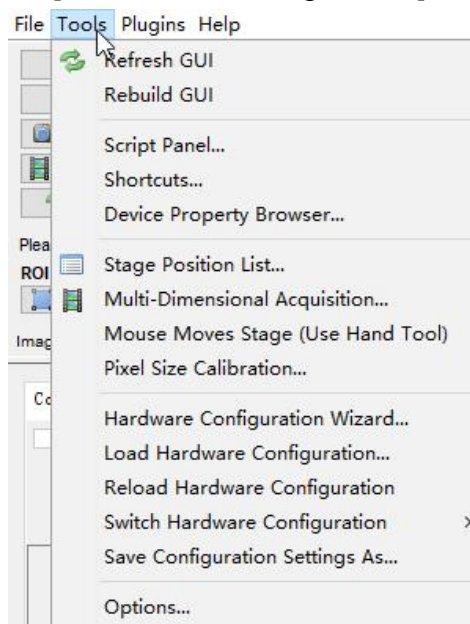 File Tools Plugins Help
Refresh GUI
Rebuild GUI
Script Panel...
Shortcuts...
Device Property Browser...
Plea
ROI
Stage Position List...
Multi-Dimensional Acquisition...
Imag
Mouse Moves Stage (Use Hand Tool)
Pixel Size Calibration...
Co
Hardware Configuration Wizard...
Load Hardware Configuration...
Reload Hardware Configuration
Switch Hardware Configuration
Save Configuration Settings As...
Options...